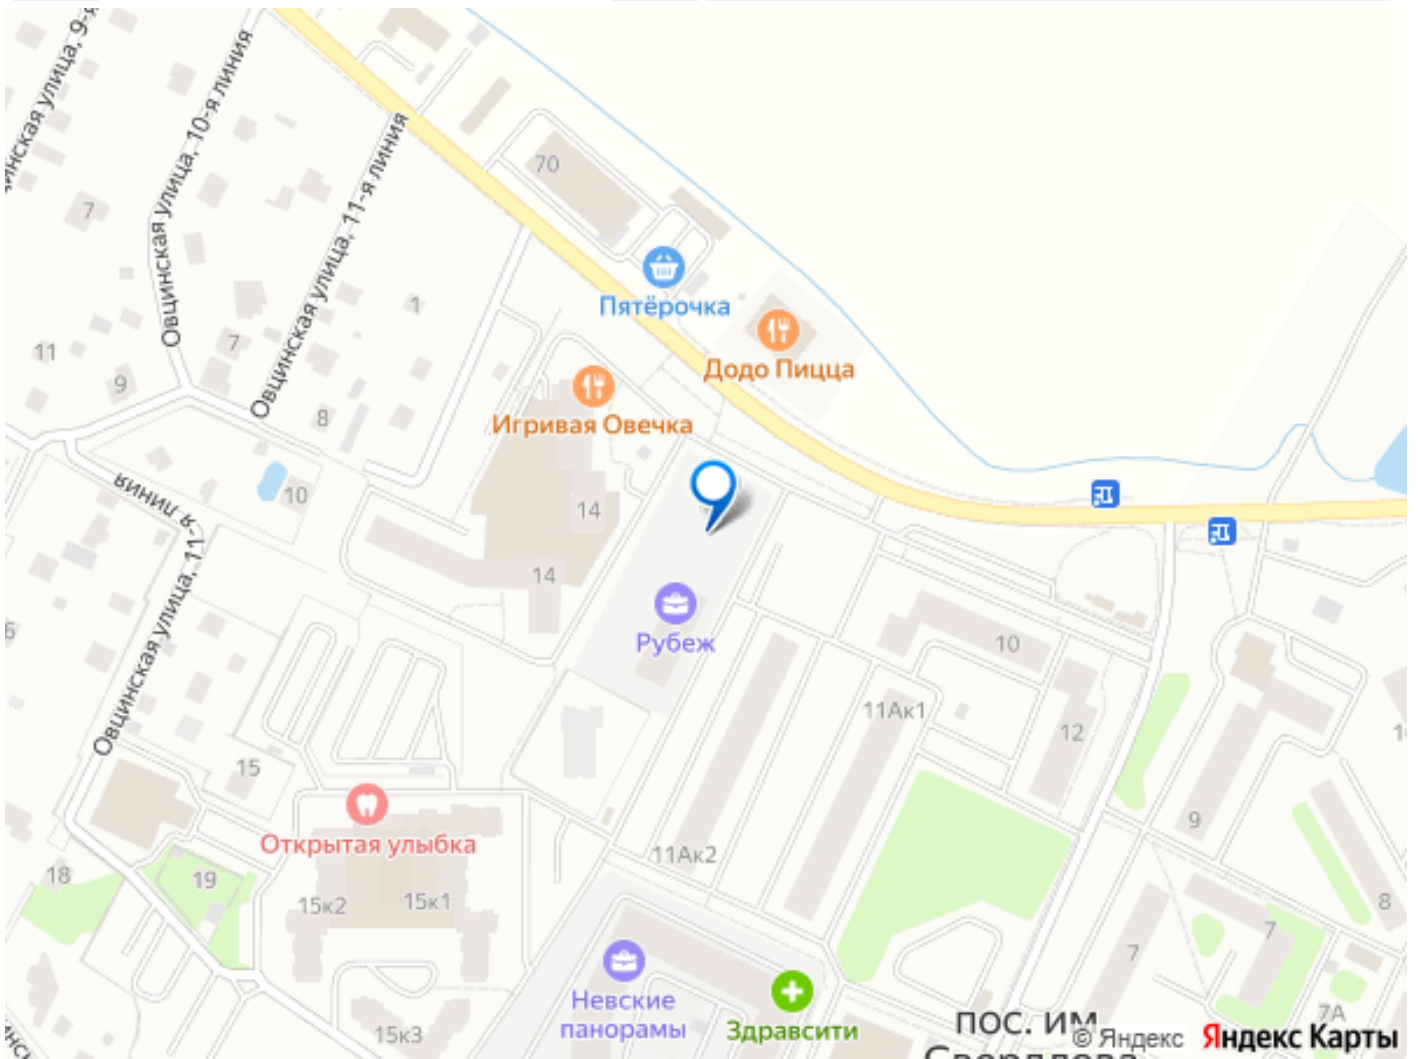 Овцинская улица, 10-я линия
Овцинская улица, 11-я линия
70
7
Пятёрочка
1
Додо Пицца
7
11
9
8
Игривая Овечка
10
14
14
Овцинская улица, 11-я линия
Рубеж
10
11Ак1
12
15
9
Открытая улыбка
11Ак2
18
19
15к2
15к1
8
7
7
Невские
панорамы
Здравсити
15к3
7А
пос. им.
Свердлова
© Яндекс Яндекс Карты